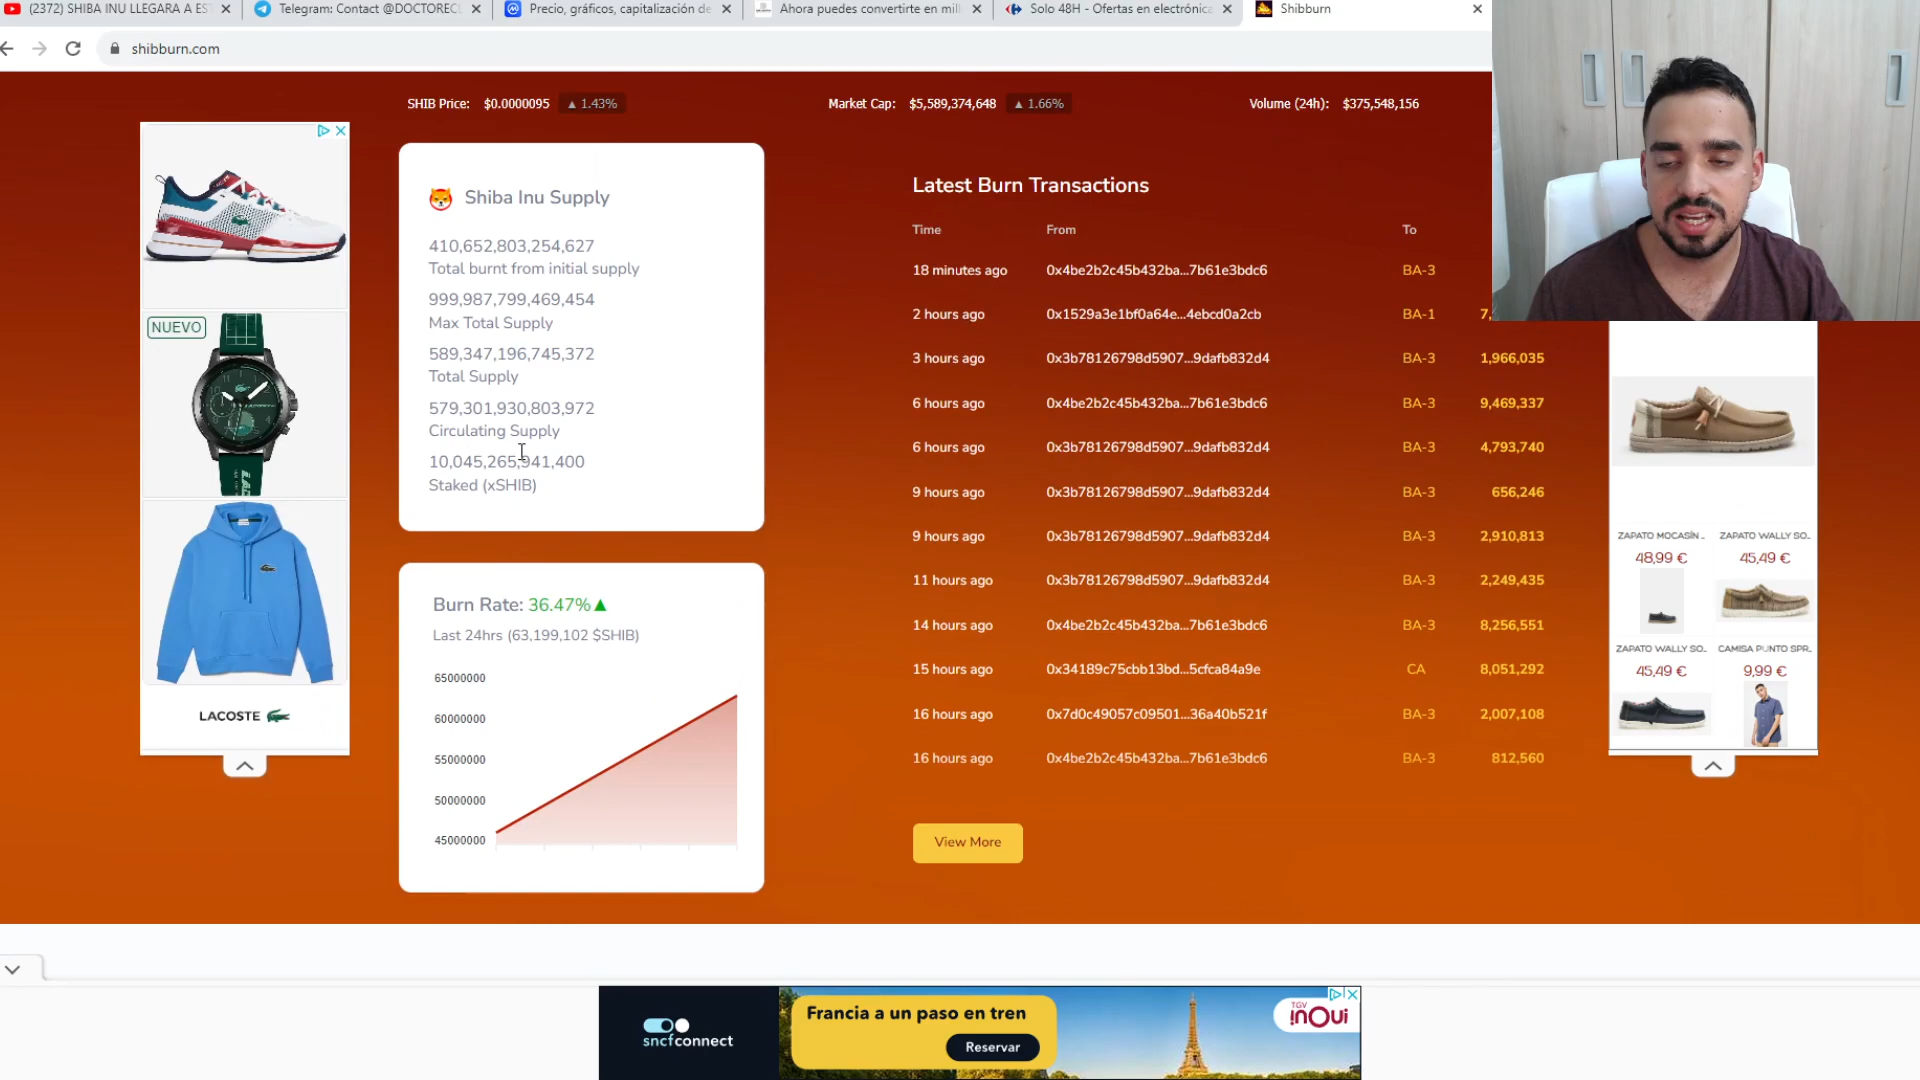 (2372) SHIBA INU LLEGARA A ES
Telegram: Contact @DOCTORECU
Precio, gráficos, capitalización de
Ahora puedes convertirte en mill
Solo 48H - Ofertas en electrónica
Shibburn
shibburn.com
SHIB Price: $0.0000095 ▲ 1.43%
Market Cap: $5,589,374,648 ▲ 1.66%
Volume (24h): $375,548,156
NUEVO
LACOSTE
Shiba Inu Supply
410,652,803,254,627
Total burnt from initial supply
999,987,799,469,454
Max Total Supply
589,347,196,745,372
Total Supply
579,301,930,803,972
Circulating Supply
10,045,265,941,400
Staked (xSHIB)
Burn Rate: 36.47%▲
Last 24hrs (63,199,102 $SHIB)
65000000
60000000
55000000
50000000
45000000
Latest Burn Transactions
Time From To
18 minutes ago 0x4be2b2c45b432ba...7b61e3bdc6 BA-3
2 hours ago 0x1529a3e1bf0a64e...4ebcd0a2cb BA-1 7,
3 hours ago 0x3b78126798d5907...9dafb832d4 BA-3 1,966,035
6 hours ago 0x4be2b2c45b432ba...7b61e3bdc6 BA-3 9,469,337
6 hours ago 0x3b78126798d5907...9dafb832d4 BA-3 4,793,740
9 hours ago 0x3b78126798d5907...9dafb832d4 BA-3 656,246
9 hours ago 0x3b78126798d5907...9dafb832d4 BA-3 2,910,813
11 hours ago 0x3b78126798d5907...9dafb832d4 BA-3 2,249,435
14 hours ago 0x4be2b2c45b432ba...7b61e3bdc6 BA-3 8,256,551
15 hours ago 0x34189c75cbb13bd...5cfca84a9e CA 8,051,292
16 hours ago 0x7d0c49057c09501...36a40b521f BA-3 2,007,108
16 hours ago 0x4be2b2c45b432ba...7b61e3bdc6 BA-3 812,560
View More
ZAPATO MOCASÍN .. ZAPATO WALLY SO..
48,99 € 45,49 €
ZAPATO WALLY SO.. CAMISA PUNTO SPR..
45,49 € 9,99 €
sncf connect
Francia a un paso en tren
Reservar
TGV
inOui